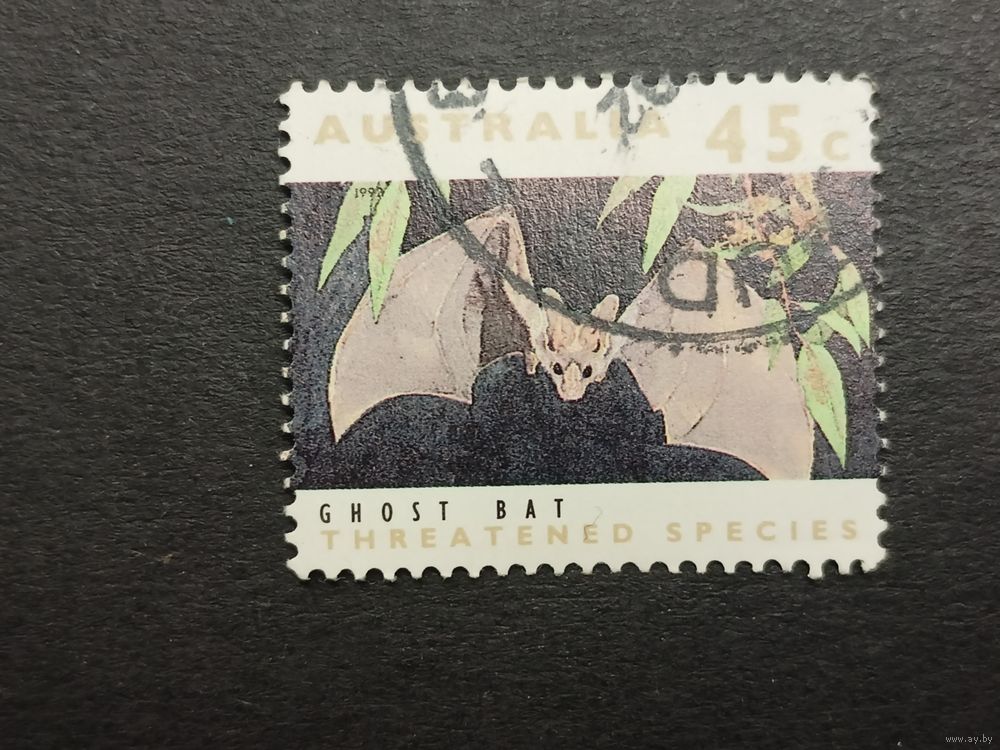 AUSTRALIA 45c
GHOST BAT
THREATENED SPECIES
www.ay.by